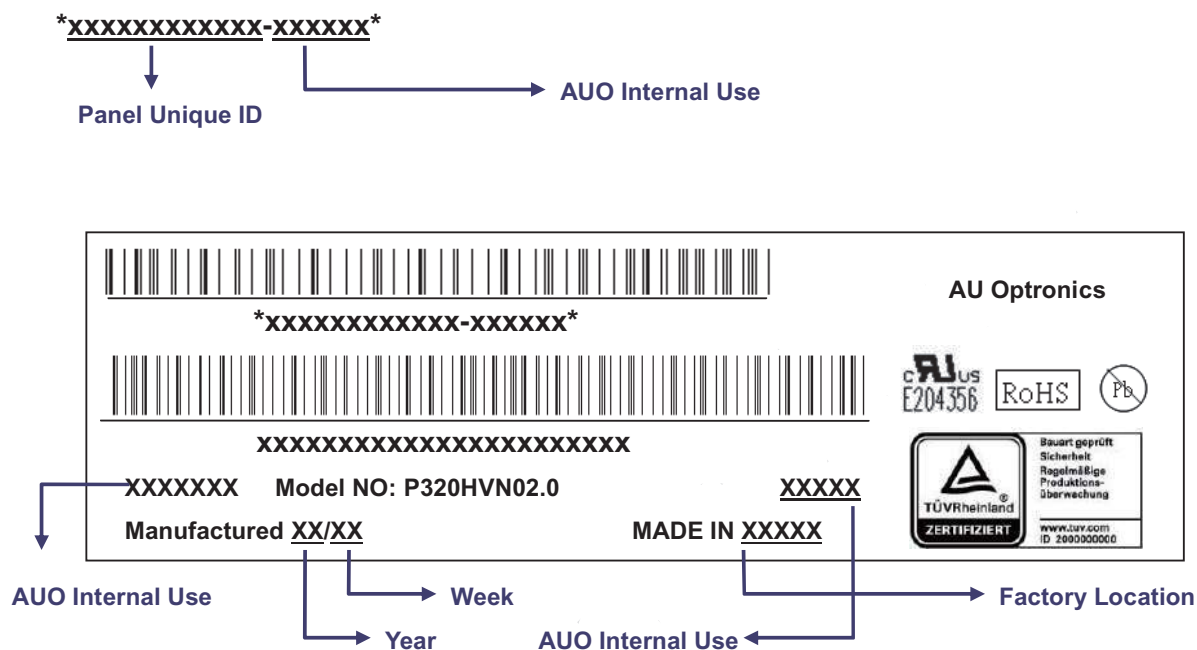 *xxxxxxxxxxxx-xxxxxx*
AUO Internal Use
Panel Unique ID
AU Optronics
*xxxxxxxxxxxx-xxxxxx*
c RU US
E204356
RoHS
Pb
xxxxxxxxxxxxxxxxxxxxxxx
Bauart geprüft
Sicherheit
Regelmäßige
Produktions-
überwachung
TÜVRheinland®
ZERTIFIZIERT
www.tuv.com
ID 2000000000
XXXXXXX Model NO: P320HVN02.0 XXXXX
Manufactured XX/XX MADE IN XXXXX
AUO Internal Use
Week
Factory Location
Year
AUO Internal Use